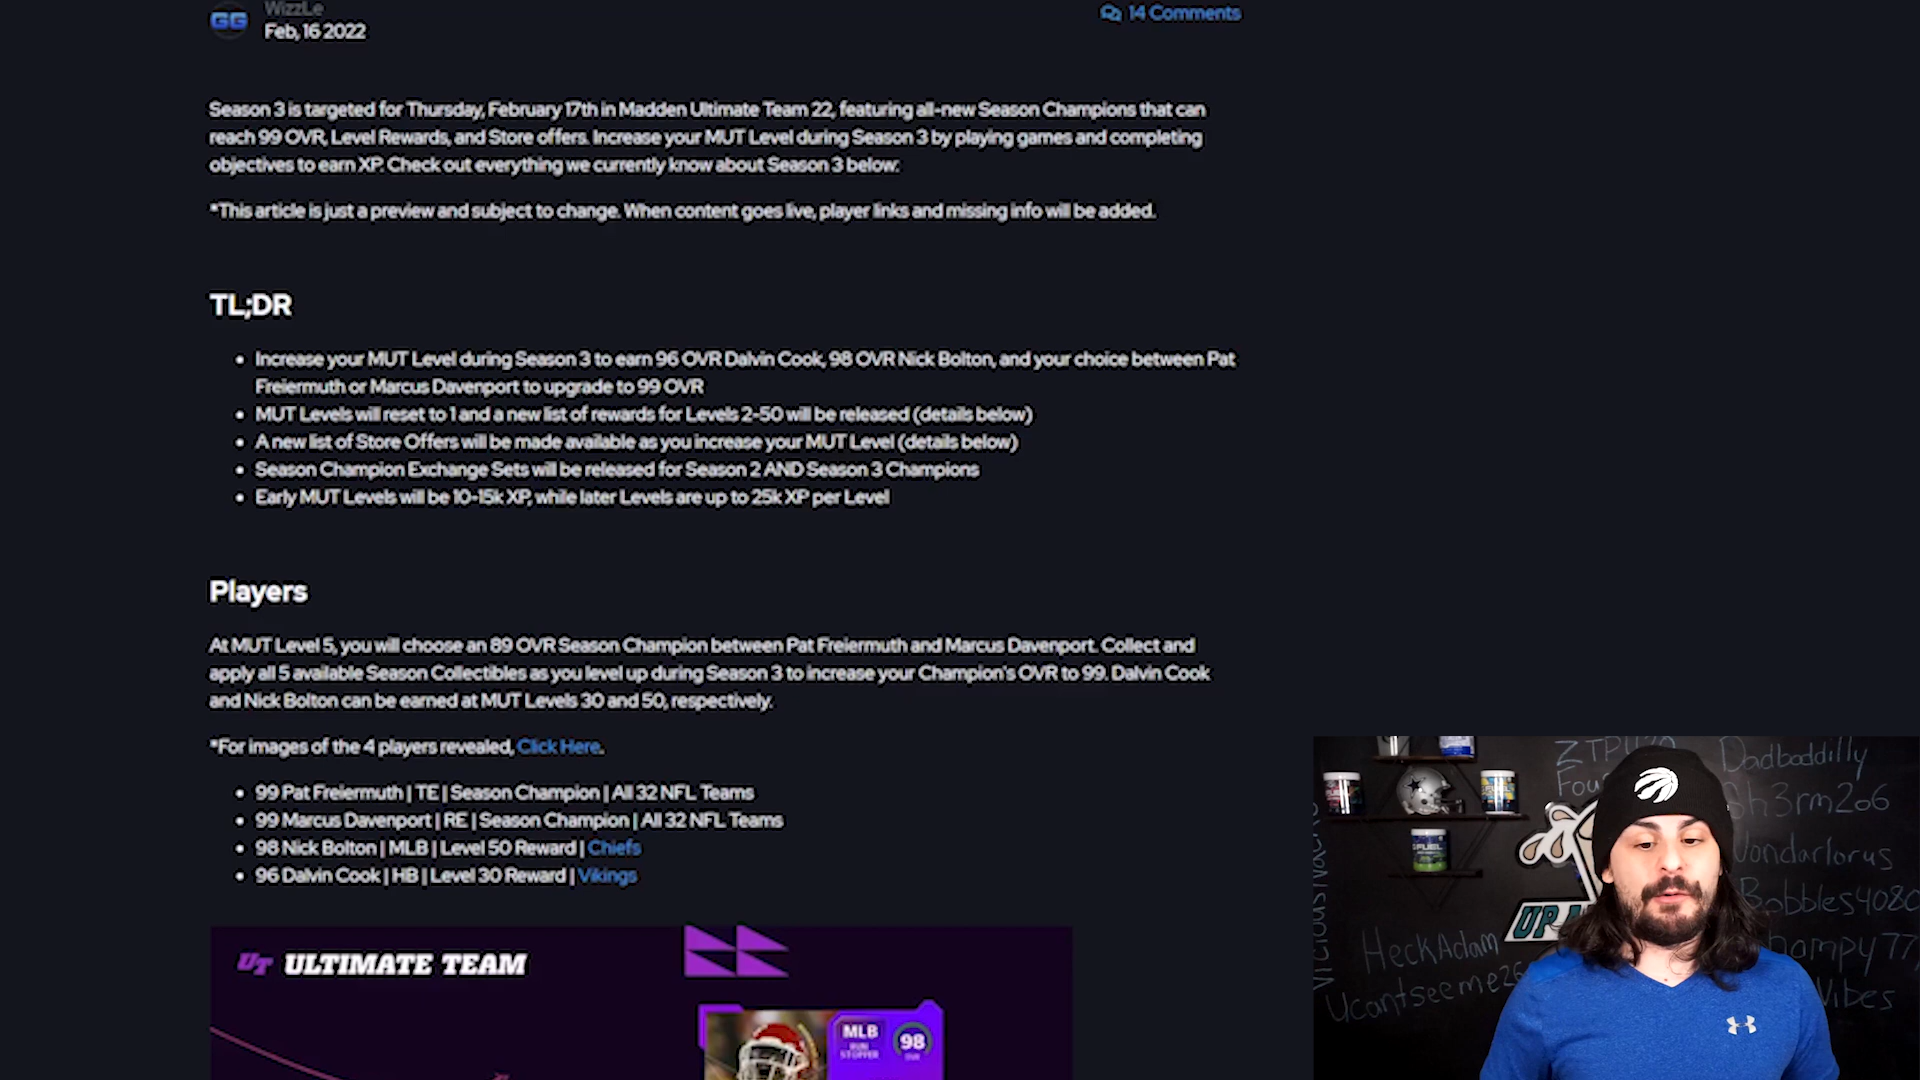 GG
WizzLe
Feb, 16 2022
14 Comments
Season 3 is targeted for Thursday, February 17th in Madden Ultimate Team 22, featuring all-new Season Champions that can
reach 99 OVR, Level Rewards, and Store offers. Increase your MUT Level during Season 3 by playing games and completing
objectives to earn XP. Check out everything we currently know about Season 3 below:
*This article is just a preview and subject to change. When content goes live, player links and missing info will be added.
TL;DR
• Increase your MUT Level during Season 3 to earn 96 OVR Dalvin Cook, 98 OVR Nick Bolton, and your choice between Pat
Freiermuth or Marcus Davenport to upgrade to 99 OVR
• MUT Levels will reset to 1 and a new list of rewards for Levels 2-50 will be released (details below)
• A new list of Store Offers will be made available as you increase your MUT Level (details below)
• Season Champion Exchange Sets will be released for Season 2 AND Season 3 Champions
• Early MUT Levels will be 10-15k XP, while later Levels are up to 25k XP per Level
Players
At MUT Level 5, you will choose an 89 OVR Season Champion between Pat Freiermuth and Marcus Davenport. Collect and
apply all 5 available Season Collectibles as you level up during Season 3 to increase your Champion's OVR to 99. Dalvin Cook
and Nick Bolton can be earned at MUT Levels 30 and 50, respectively.
*For images of the 4 players revealed, Click Here.
• 99 Pat Freiermuth | TE | Season Champion | All 32 NFL Teams
• 99 Marcus Davenport | RE | Season Champion | All 32 NFL Teams
• 98 Nick Bolton | MLB | Level 50 Reward | Chiefs
• 96 Dalvin Cook | HB | Level 30 Reward | Vikings
UT ULTIMATE TEAM
MLB
RUN
STOPPER
98
OVR
Dadbaddilly
Bobbles4080
HeckAdam
Ucantseeme26
UP
Vibes